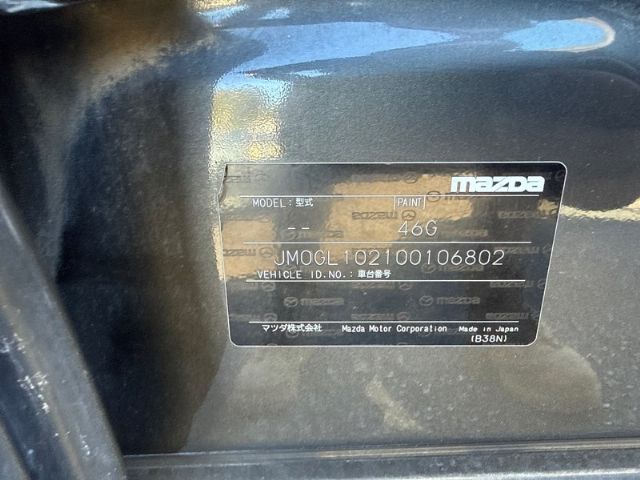 mazda
MODEL:型式 PAINT
-- 46G
JM0GL102100106802
VEHICLE ID.NO.:車台番号
マツダ株式会社 Mazda Motor Corporation Made in Japan
(B38N)